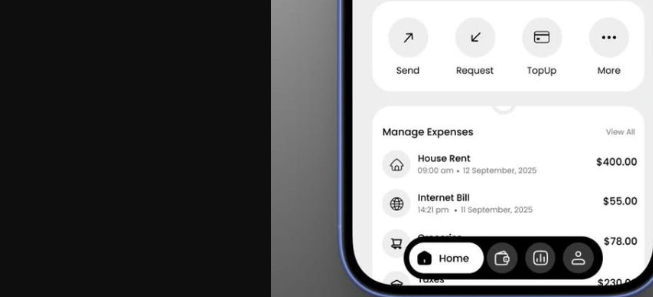 Send Request TopUp More
Manage Expenses View All
House Rent $400.00
09:00 am • 12 September, 2025
Internet Bill $55.00
14:21 pm • 11 September, 2025
$78.00
Home
Taxes